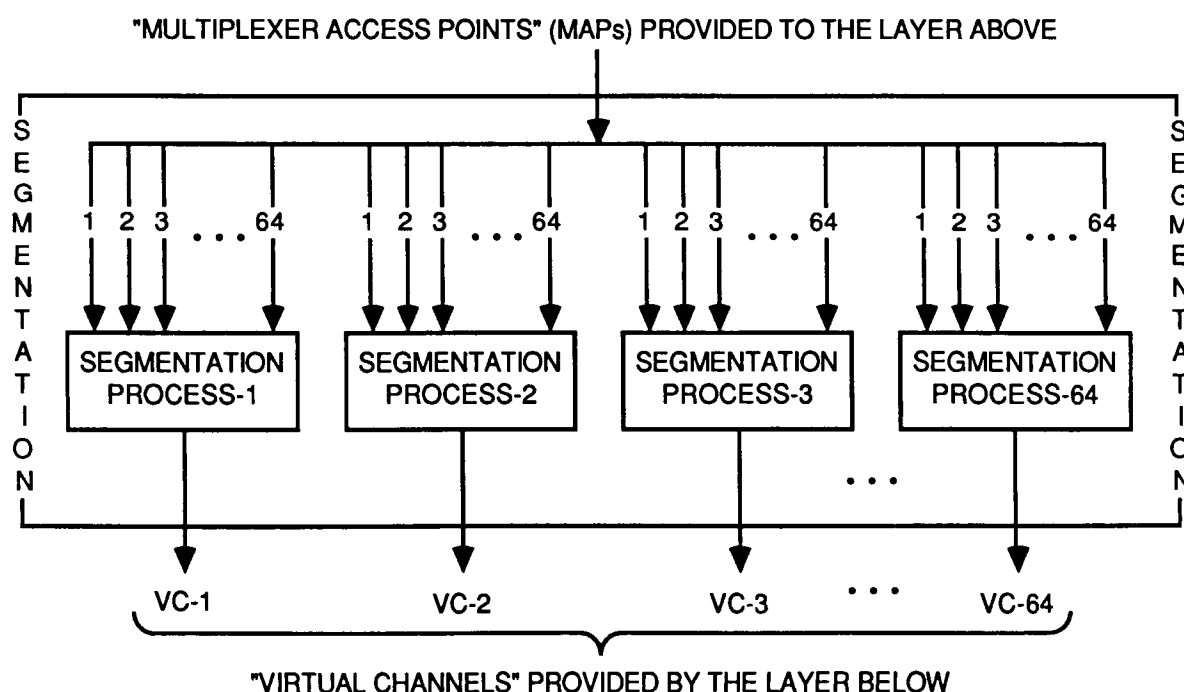 "MULTIPLEXER ACCESS POINTS" (MAPs) PROVIDED TO THE LAYER ABOVE
SEGMENTATION
1 2 3 ... 64 1 2 3 ... 64 1 2 3 ... 64 1 2 3 ... 64
SEGMENTATION PROCESS-1
SEGMENTATION PROCESS-2
SEGMENTATION PROCESS-3
SEGMENTATION PROCESS-64
...
SEGMENTATION
VC-1 VC-2 VC-3 ... VC-64
"VIRTUAL CHANNELS" PROVIDED BY THE LAYER BELOW